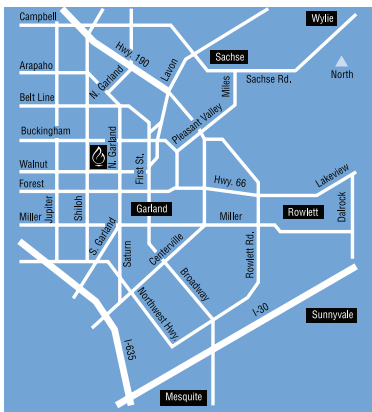 Campbell
Wylie
Hwy. 190
Sachse
Arapaho
Lavon
N. Garland
Sachse Rd.
North
Miles
Belt Line
Pleasant Valley
Buckingham
N. Garland
First St.
Walnut
Hwy. 66
Lakeview
Forest
Jupiter
Shiloh
Garland
Miller
Miller
Rowlett
Dalrock
S. Garland
Saturn
Centerville
Rowlett Rd.
Broadway
Northwest Hwy
I-30
Sunnyvale
I-635
Mesquite